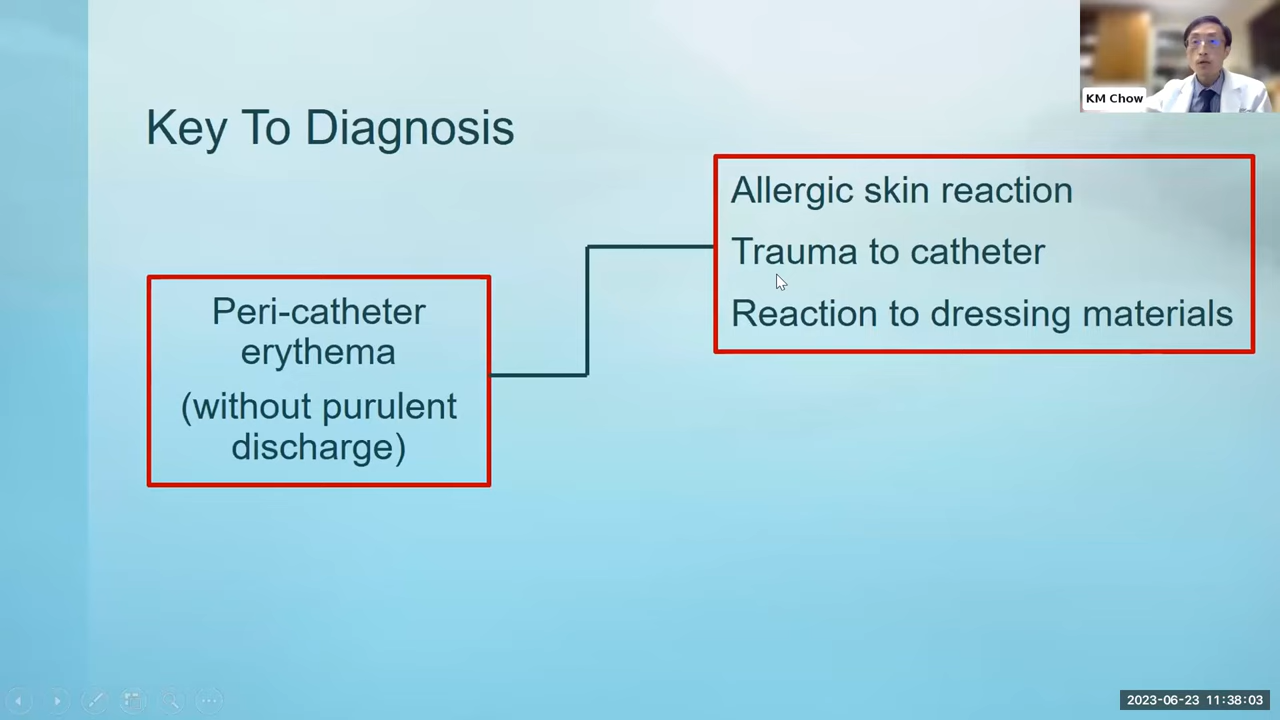 KM Chow
Key To Diagnosis
Allergic skin reaction
Trauma to catheter
Reaction to dressing materials
Peri-catheter
erythema
(without purulent
discharge)
2023-06-23 11:38:03